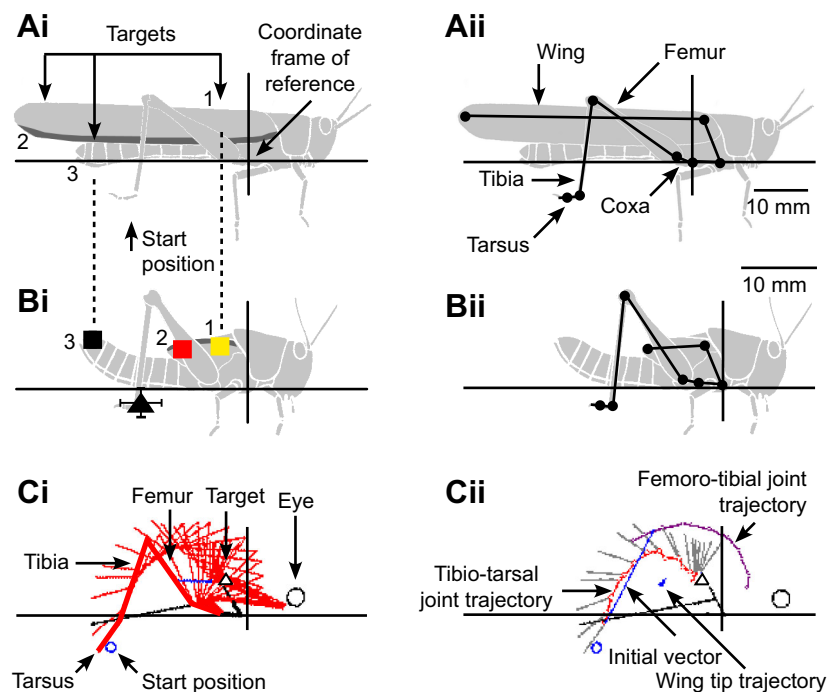 Ai
Targets
Coordinate
frame of
reference
1
2
3
Start
position
Aii
Wing
Femur
Tibia
Coxa
Tarsus
10 mm
Bi
1
2
3
Bii
10 mm
Ci
Femur
Target
Eye
Tibia
Tarsus
Start position
Cii
Femoro-tibial joint
trajectory
Tibio-tarsal
joint trajectory
Initial vector
Wing tip trajectory